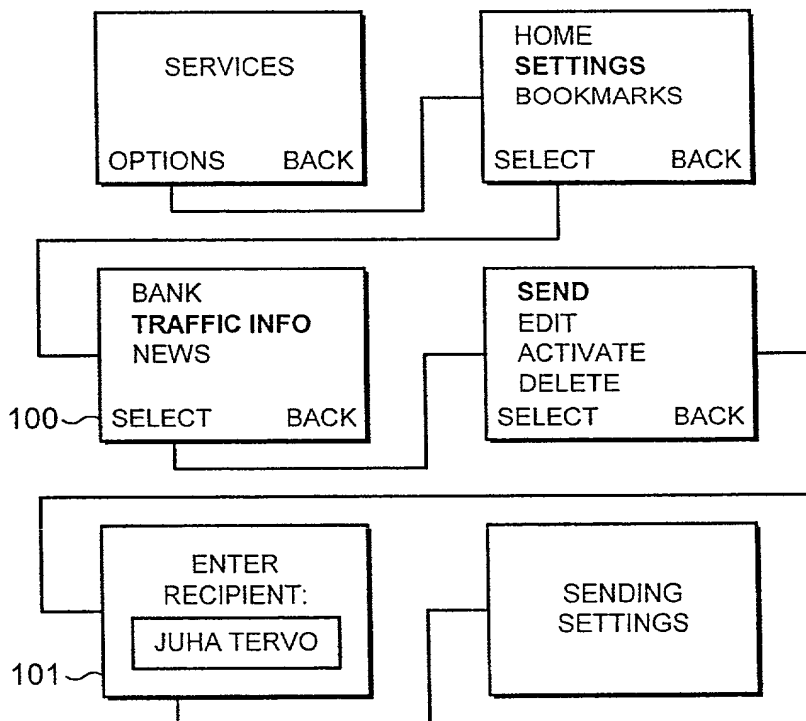 SERVICES
OPTIONS BACK
HOME
SETTINGS
BOOKMARKS
SELECT BACK
BANK
TRAFFIC INFO
NEWS
100 SELECT BACK
SEND
EDIT
ACTIVATE
DELETE
SELECT BACK
ENTER
RECIPIENT:
JUHA TERVO
101
SENDING
SETTINGS